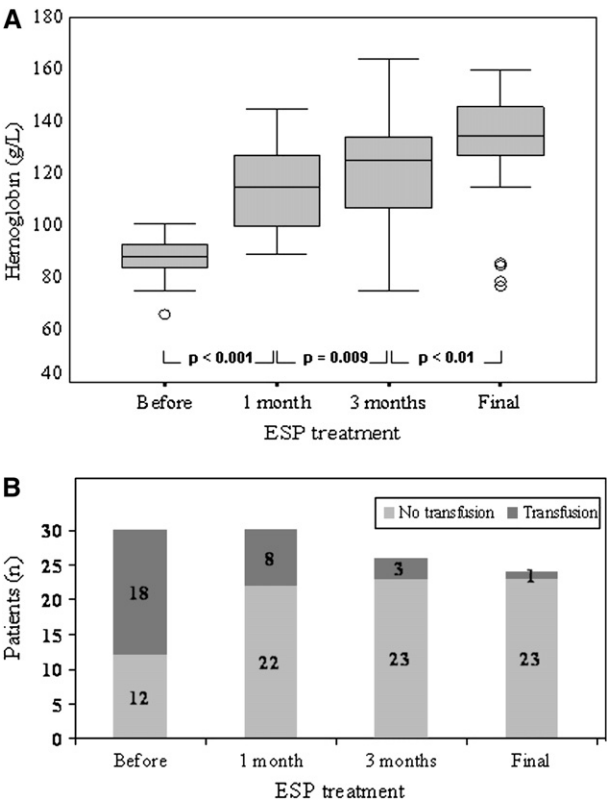 A
Hemoglobin (g/L)
180
160
140
120
100
80
60
40
p < 0.001
p = 0.009
p < 0.01
Before
1 month
3 months
Final
ESP treatment
B
Patients (n)
No transfusion
Transfusion
30
25
20
15
10
5
0
18
12
8
22
3
23
1
23
Before
1 month
3 months
Final
ESP treatment